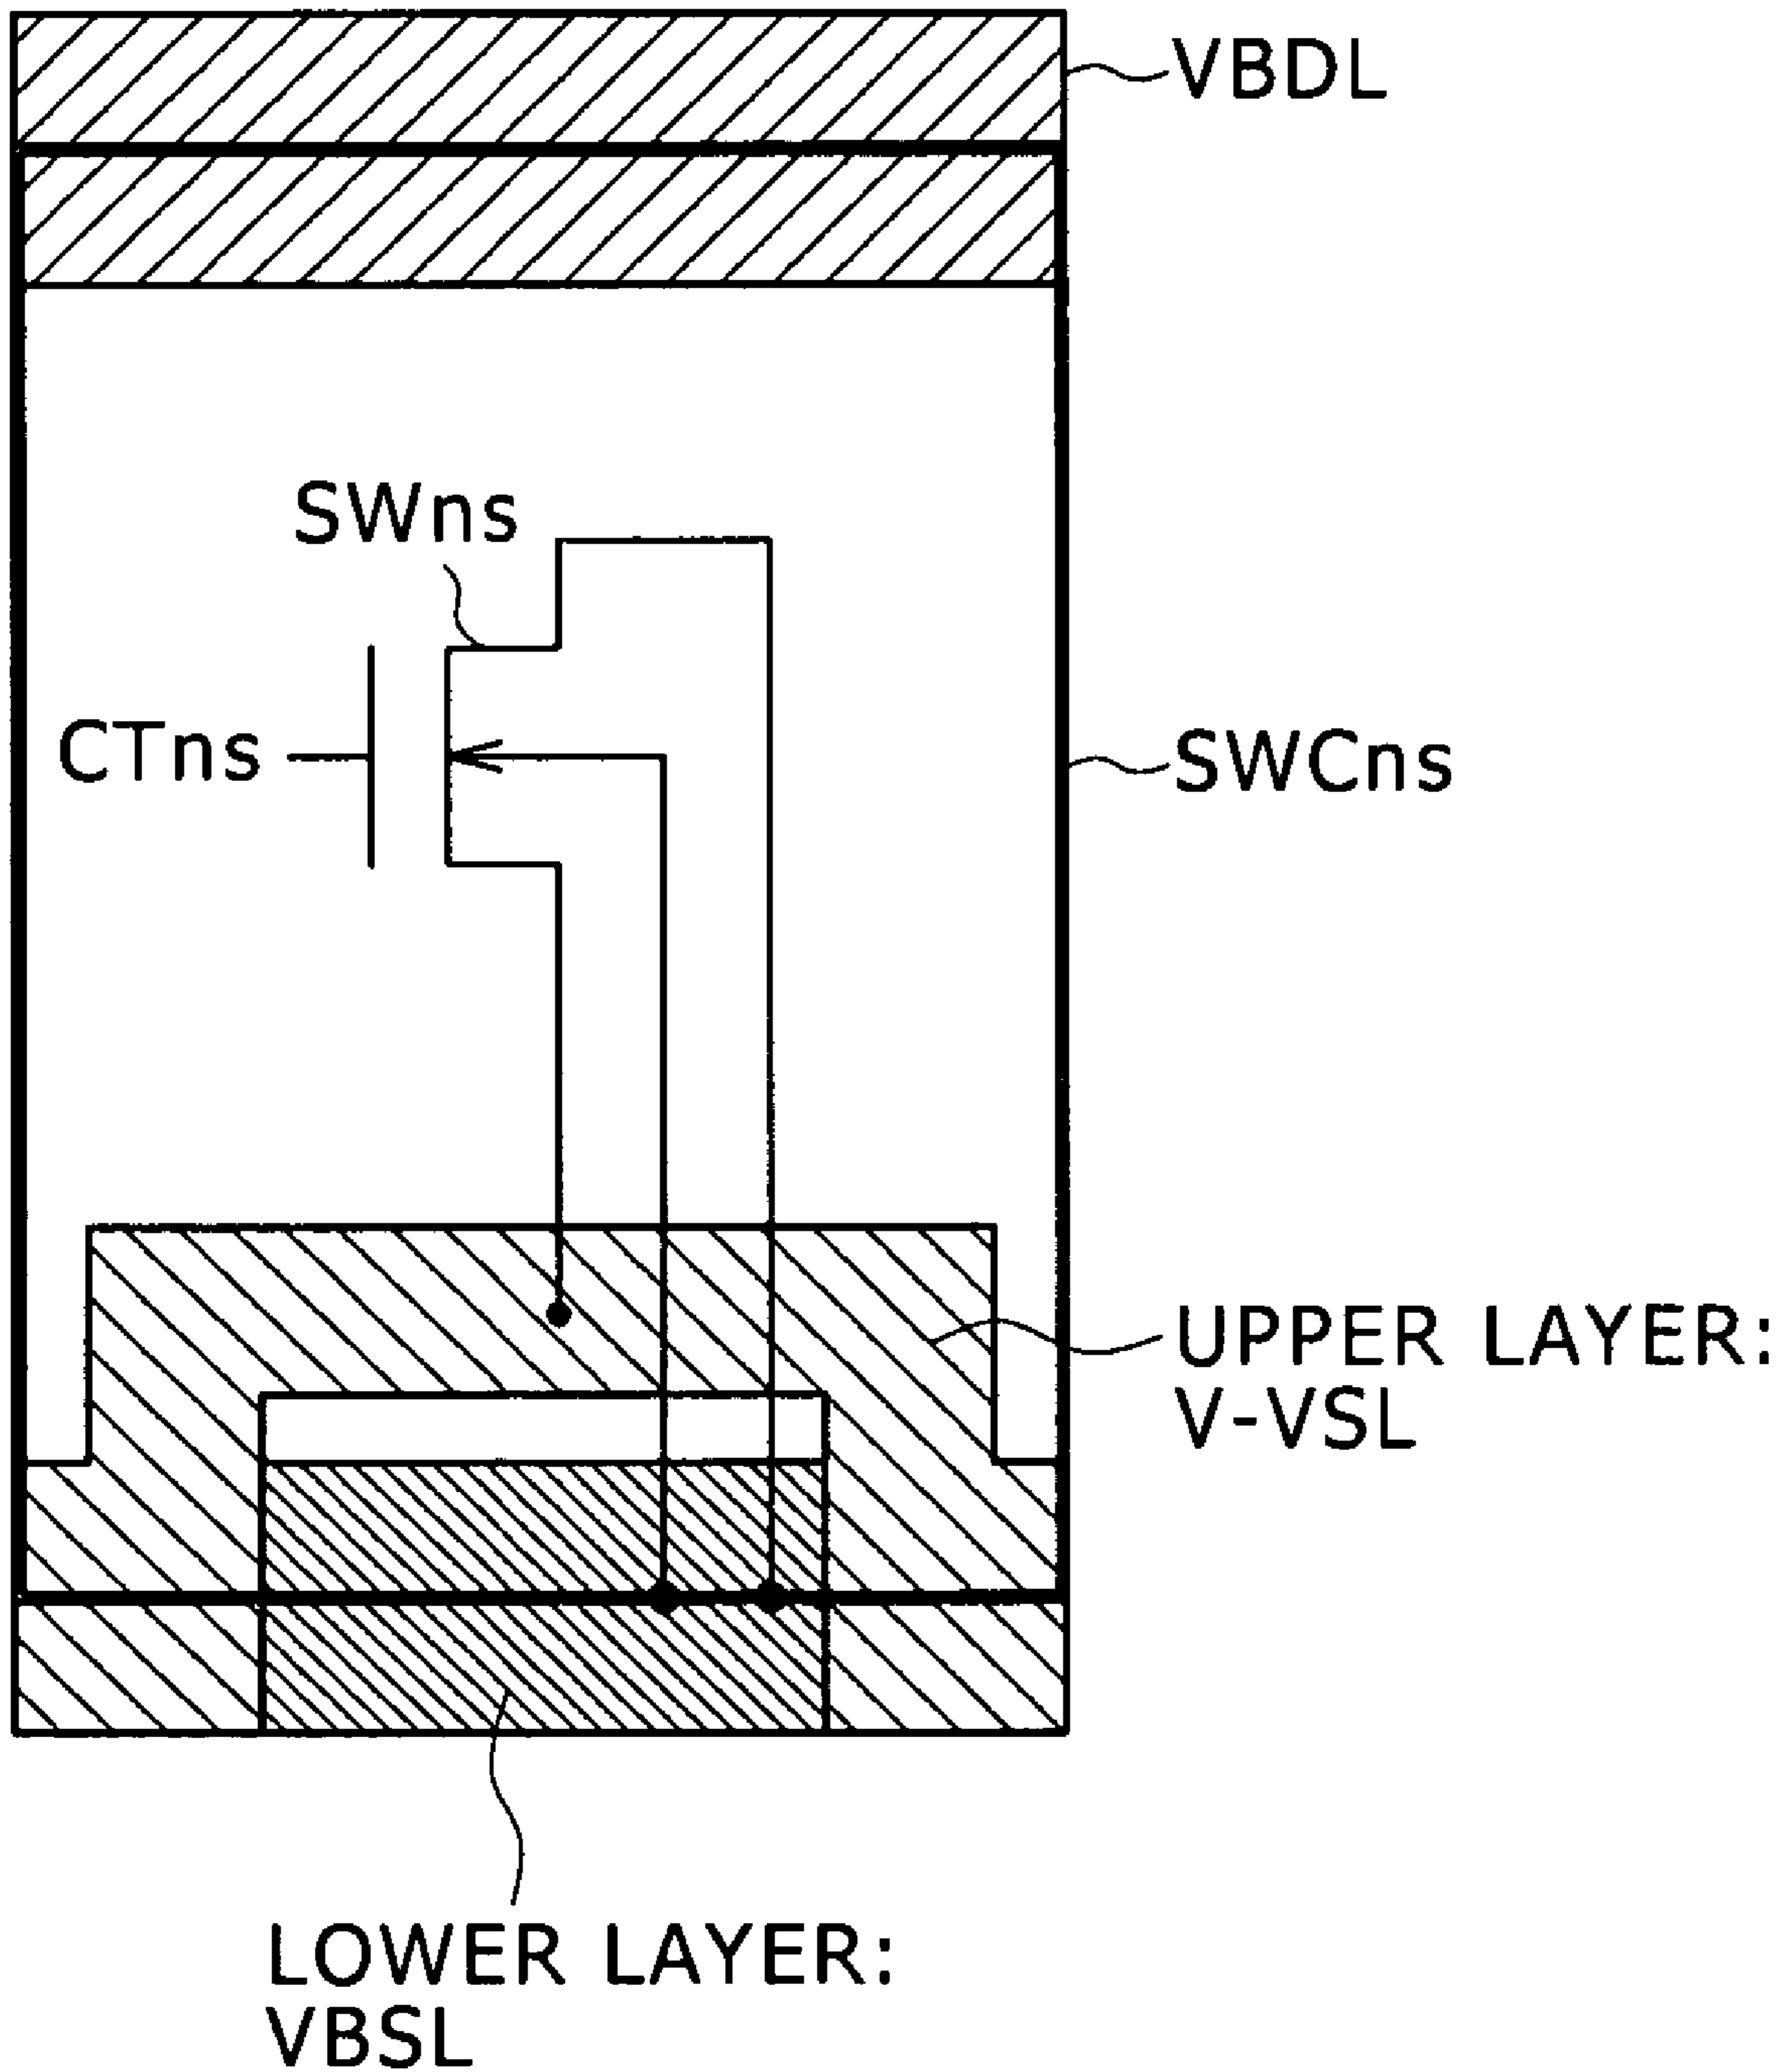 VBDL
SWns
CTns
SWCns
UPPER LAYER:
V-VSL
LOWER LAYER:
VBSL